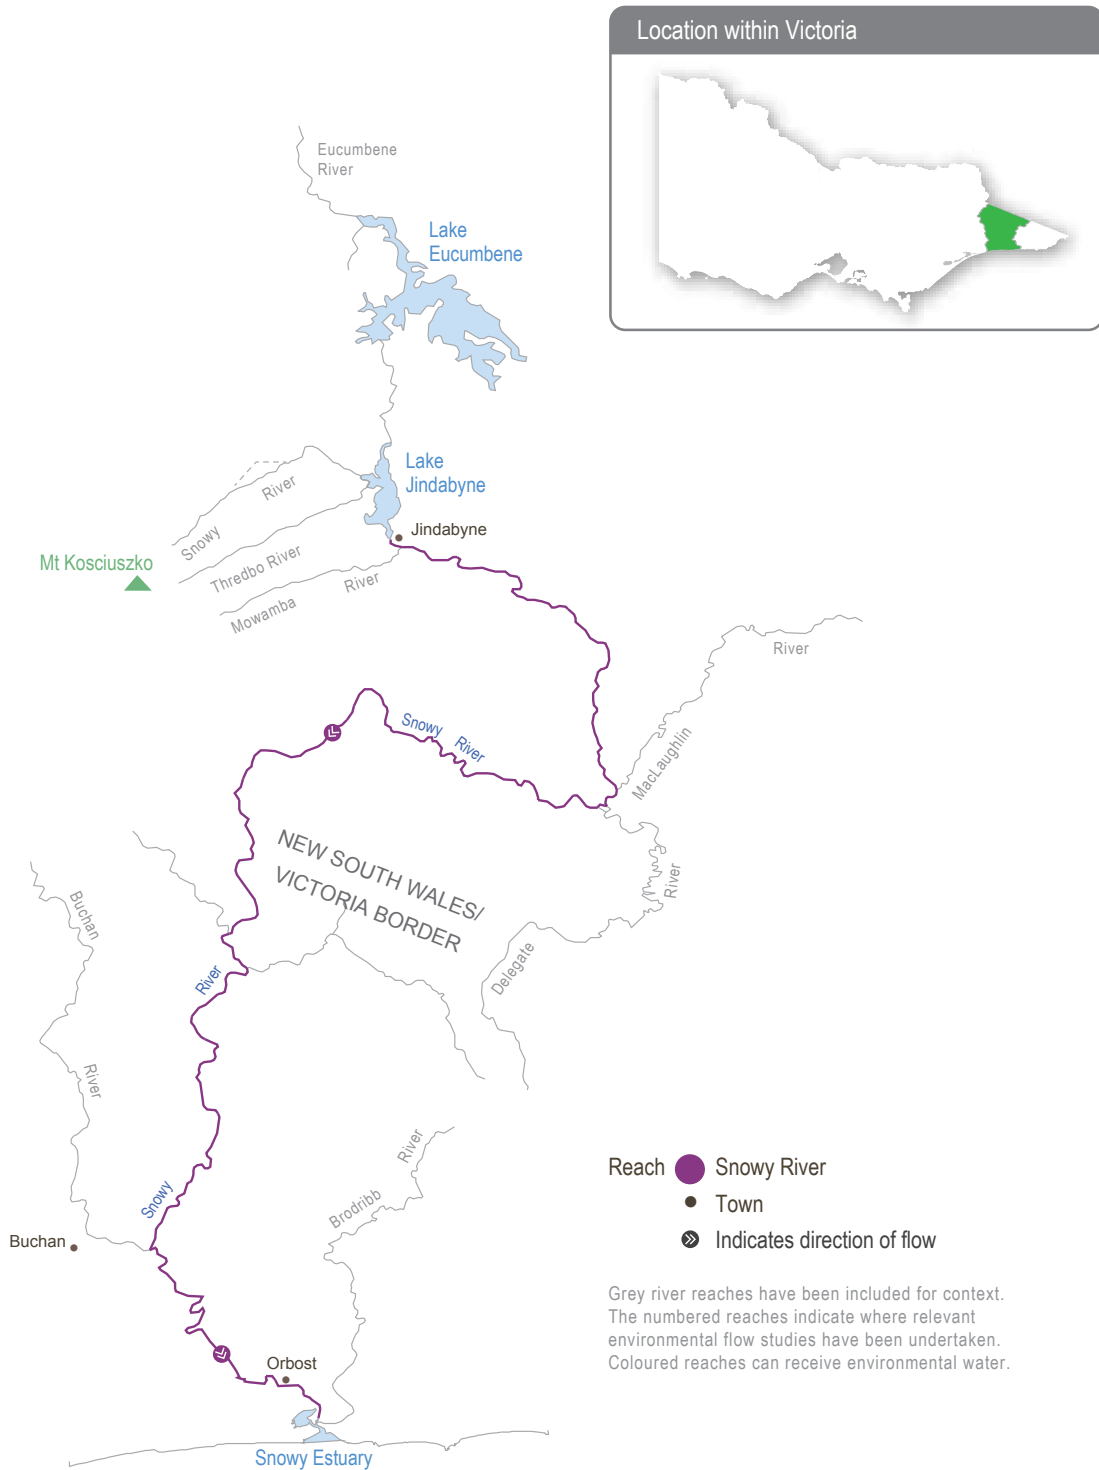 Location within Victoria
Eucumbene
River
Lake
Eucumbene
Lake
Jindabyne
Jindabyne
Snowy River
Thredbo River
Mowamba River
Mt Kosciuszko
River
MacLaughlin
Snowy River
NEW SOUTH WALES/
VICTORIA BORDER
River
Delegate
Buchan
River
River
Snowy
River
Brodribb
Buchan
Orbost
Snowy Estuary
Reach Snowy River
Town
Indicates direction of flow
Grey river reaches have been included for context.
The numbered reaches indicate where relevant
environmental flow studies have been undertaken.
Coloured reaches can receive environmental water.